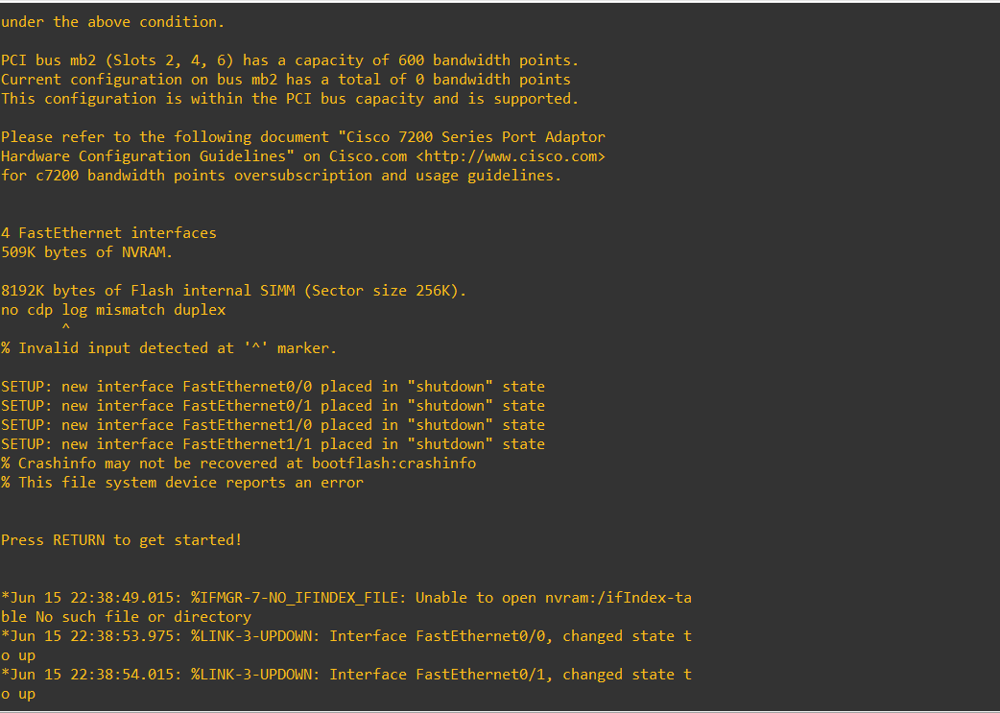 under the above condition.
PCI bus mb2 (Slots 2, 4, 6) has a capacity of 600 bandwidth points.
Current configuration on bus mb2 has a total of 0 bandwidth points
This configuration is within the PCI bus capacity and is supported.
Please refer to the following document "Cisco 7200 Series Port Adaptor
Hardware Configuration Guidelines" on Cisco.com <http://www.cisco.com>
for c7200 bandwidth points oversubscription and usage guidelines.
4 FastEthernet interfaces
509K bytes of NVRAM.
8192K bytes of Flash internal SIMM (Sector size 256K).
no cdp log mismatch duplex
^
% Invalid input detected at '^' marker.
SETUP: new interface FastEthernet0/0 placed in "shutdown" state
SETUP: new interface FastEthernet0/1 placed in "shutdown" state
SETUP: new interface FastEthernet1/0 placed in "shutdown" state
SETUP: new interface FastEthernet1/1 placed in "shutdown" state
% Crashinfo may not be recovered at bootflash:crashinfo
% This file system device reports an error
Press RETURN to get started!
*Jun 15 22:38:49.015: %IFMGR-7-NO_IFINDEX_FILE: Unable to open nvram:/ifIndex-ta
ble No such file or directory
*Jun 15 22:38:53.975: %LINK-3-UPDOWN: Interface FastEthernet0/0, changed state t
o up
*Jun 15 22:38:54.015: %LINK-3-UPDOWN: Interface FastEthernet0/1, changed state t
o up